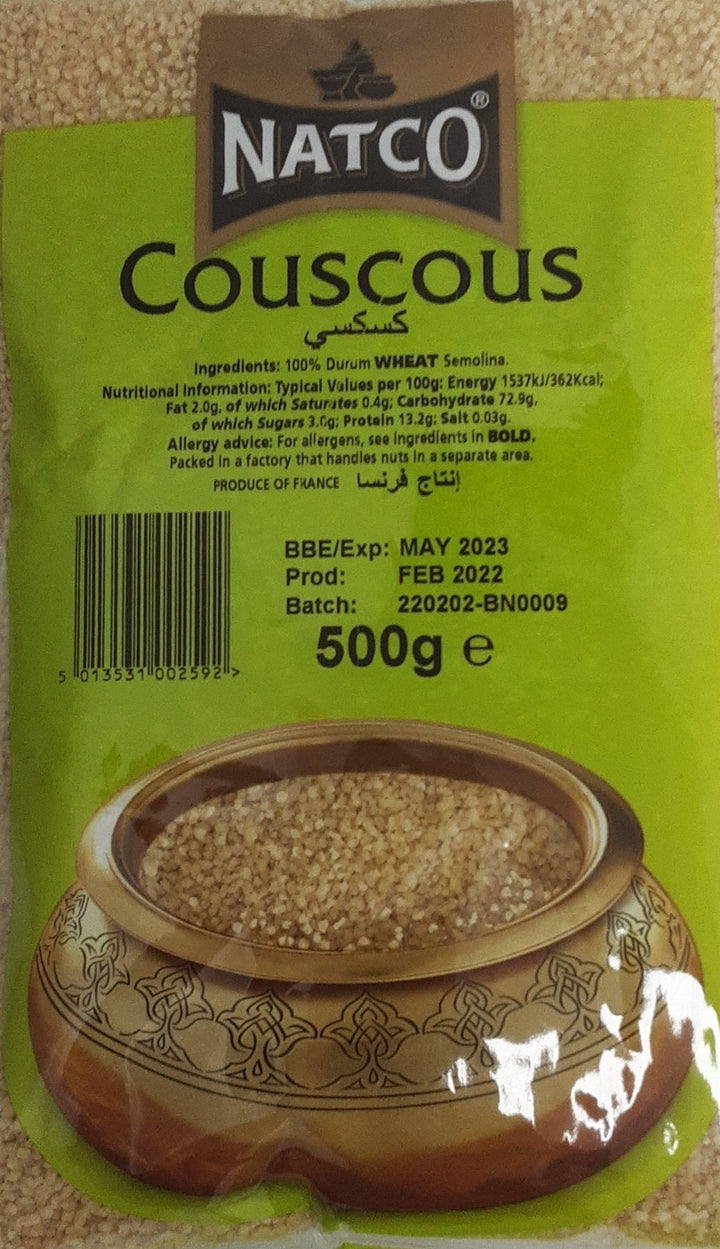 NATCO®
Couscous
كسكسي
Ingredients: 100% Durum WHEAT Semolina.
Nutritional Information: Typical Values per 100g: Energy 1537kJ/362Kcal;
Fat 2.0g, of which Saturates 0.4g; Carbohydrate 72.9g,
of which Sugars 3.0g; Protein 13.2g; Salt 0.03g.
Allergy advice: For allergens, see ingredients in BOLD.
Packed in a factory that handles nuts in a separate area.
PRODUCE OF FRANCE إنتاج فرنسا
BBE/Exp: MAY 2023
Prod: FEB 2022
Batch: 220202-BN0009
500g e
5 013531 002592 >